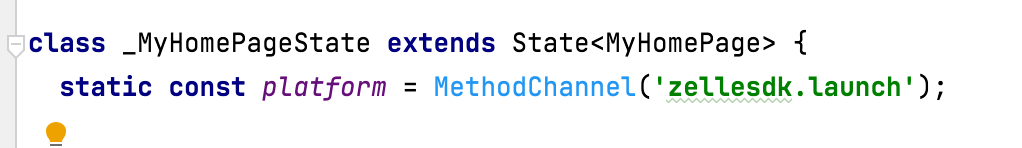 class _MyHomePageState extends State<MyHomePage> {
static const platform = MethodChannel('zellesdk.launch');